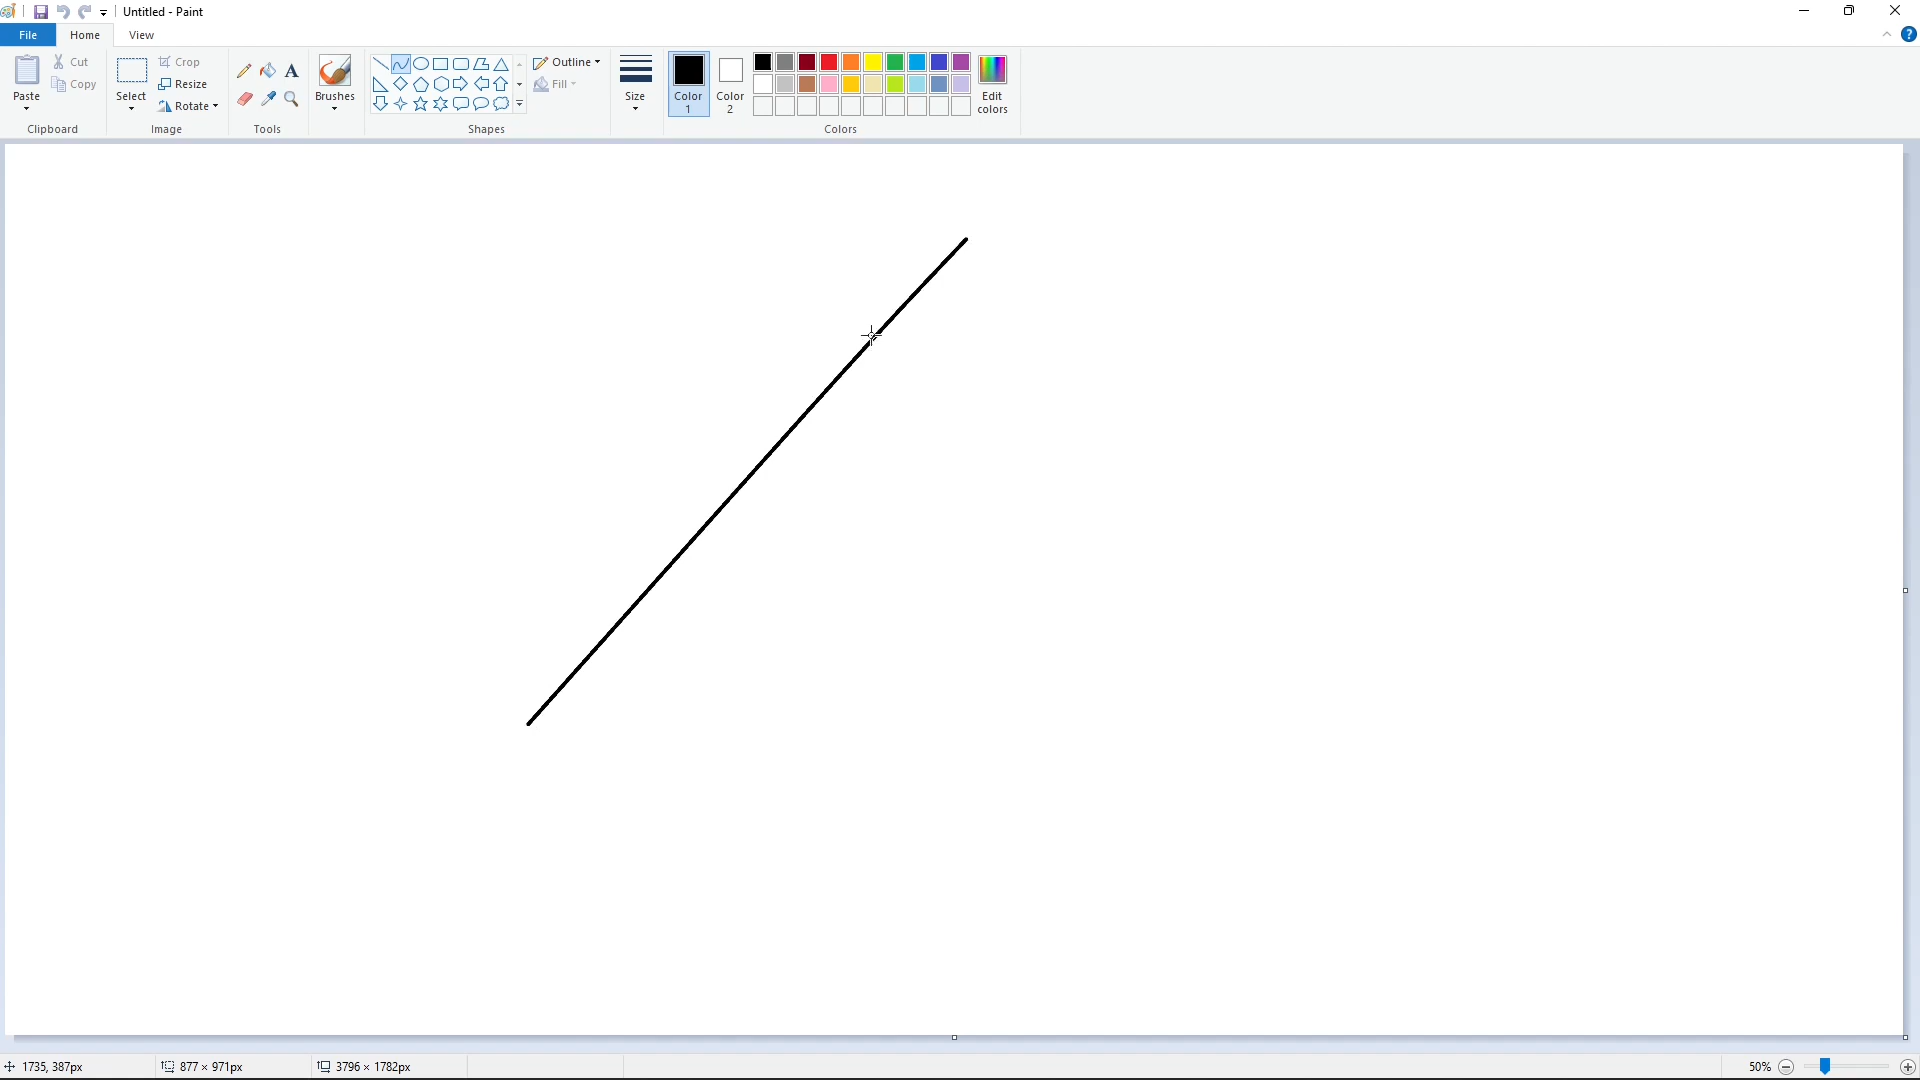 Untitled - Paint
File Home View
Paste Cut Copy Clipboard
Select Crop Resize Rotate Image
A Tools
Brushes
Outline Fill Shapes
Size
Color 1 Color 2 Edit colors Colors
?
1735, 387px 877 × 971px 3796 × 1782px 50%